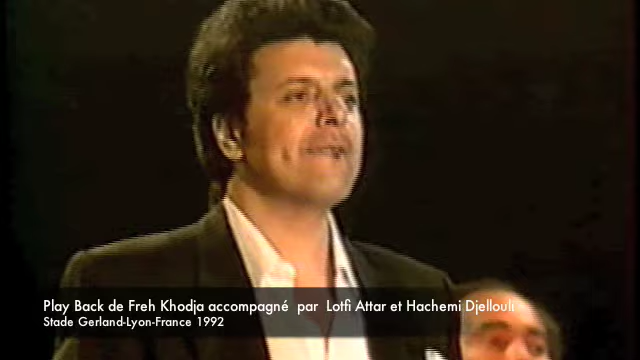 Play Back de Freh Khodja accompagné  par  Lotfi Attar et Hachemi Djellouli
Stade Gerland-Lyon-France 1992